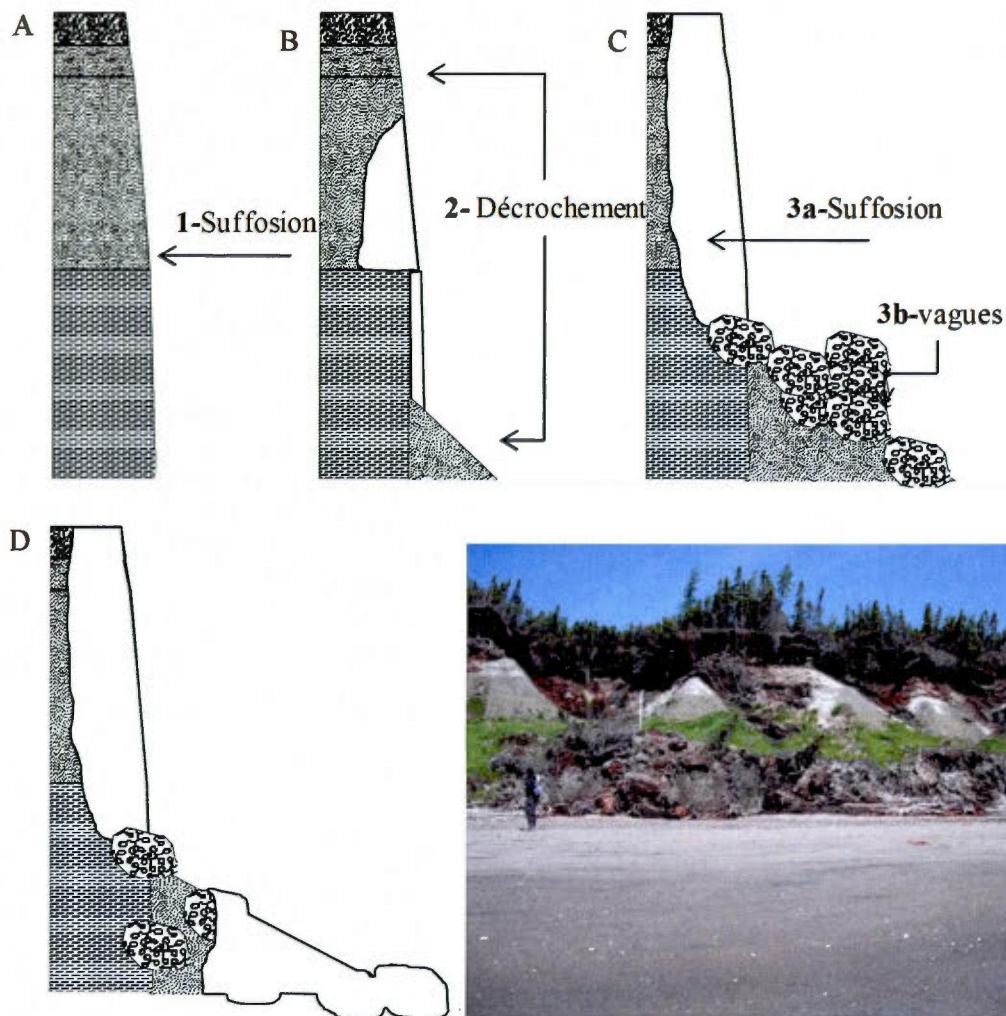 A
B
C
1-Suffosion
2- Décrochement
3a-Suffosion
3b-vagues
D